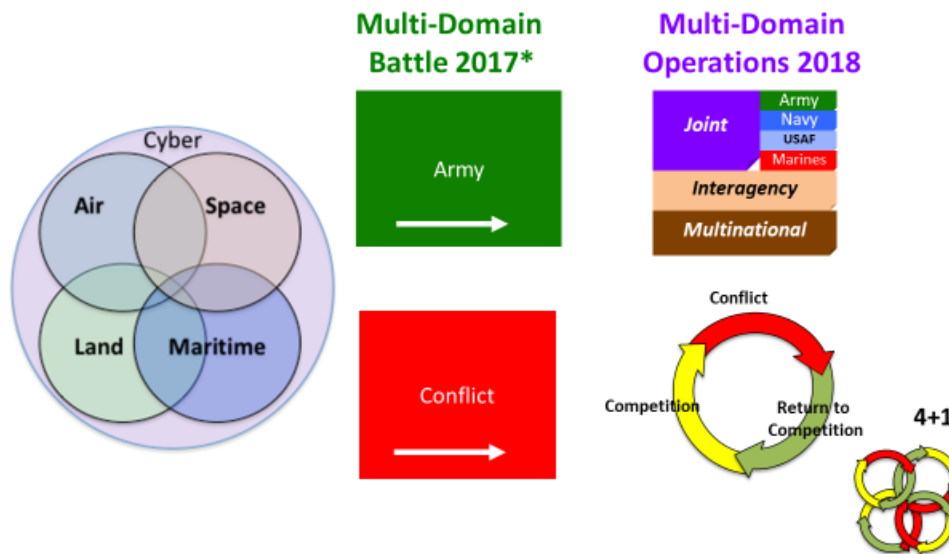 Multi-Domain
Battle 2017*
Multi-Domain
Operations 2018
Cyber
Air
Space
Land
Maritime
Army
Joint
Army
Navy
USAF
Marines
Interagency
Multinational
Conflict
Conflict
Competition
Return to
Competition
4+1